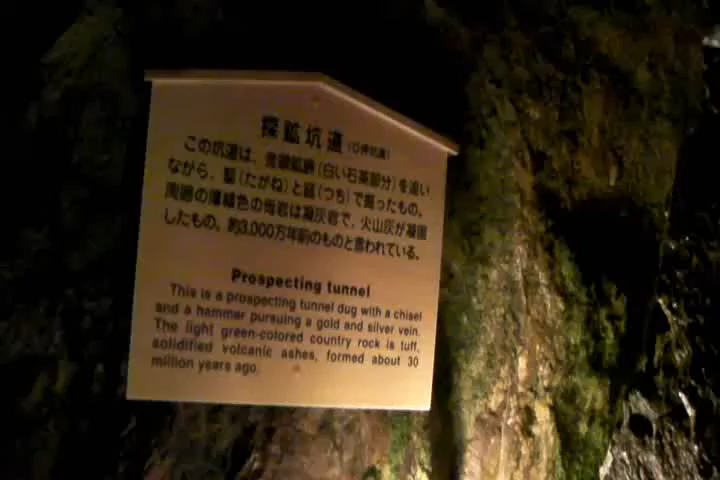 探鉱坑道
この坑道は、金銀鉱脈(白い石英部分)を追い
ながら、鏨(たがね)と鎚(つち)で掘ったもの。
周囲の薄緑色の母岩は凝灰岩で、火山灰が凝固
したもの。約3,000万年前のものと言われている。
Prospecting tunnel
This is a prospecting tunnel dug with a chisel
and a hammer pursuing a gold and silver vein.
The light green-colored country rock is tuff,
solidified volcanic ashes, formed about 30
million years ago.